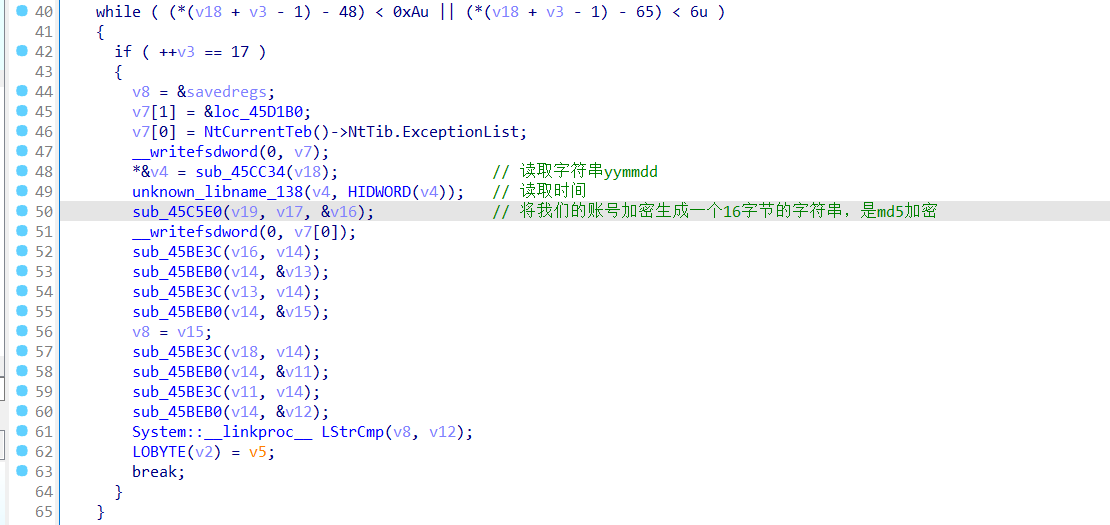 40 while ( (*(v18 + v3 - 1) - 48) < 0xAu || (*(v18 + v3 - 1) - 65) < 6u )
41 {
42 if ( ++v3 == 17 )
43 {
44 v8 = &savedregs;
45 v7[1] = &loc_45D1B0;
46 v7[0] = NtCurrentTeb()->NtTib.ExceptionList;
47 __writefsdword(0, v7);
48 *&v4 = sub_45CC34(v18); // 读取字符串yymmdd
49 unknown_libname_138(v4, HIDWORD(v4)); // 读取时间
50 sub_45C5E0(v19, v17, &v16); // 将我们的账号加密生成一个16字节的字符串，是md5加密
51 __writefsdword(0, v7[0]);
52 sub_45BE3C(v16, v14);
53 sub_45BEB0(v14, &v13);
54 sub_45BE3C(v13, v14);
55 sub_45BEB0(v14, &v15);
56 v8 = v15;
57 sub_45BE3C(v18, v14);
58 sub_45BEB0(v14, &v11);
59 sub_45BE3C(v11, v14);
60 sub_45BEB0(v14, &v12);
61 System::__linkproc__ LStrCmp(v8, v12);
62 LOBYTE(v2) = v5;
63 break;
64 }
65 }